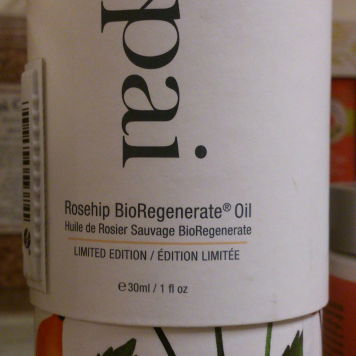 pai
Rosehip BioRegenerate® Oil
Huile de Rosier Sauvage BioRegenerate
LIMITED EDITION / ÉDITION LIMITÉE
℮30ml / 1 fl oz